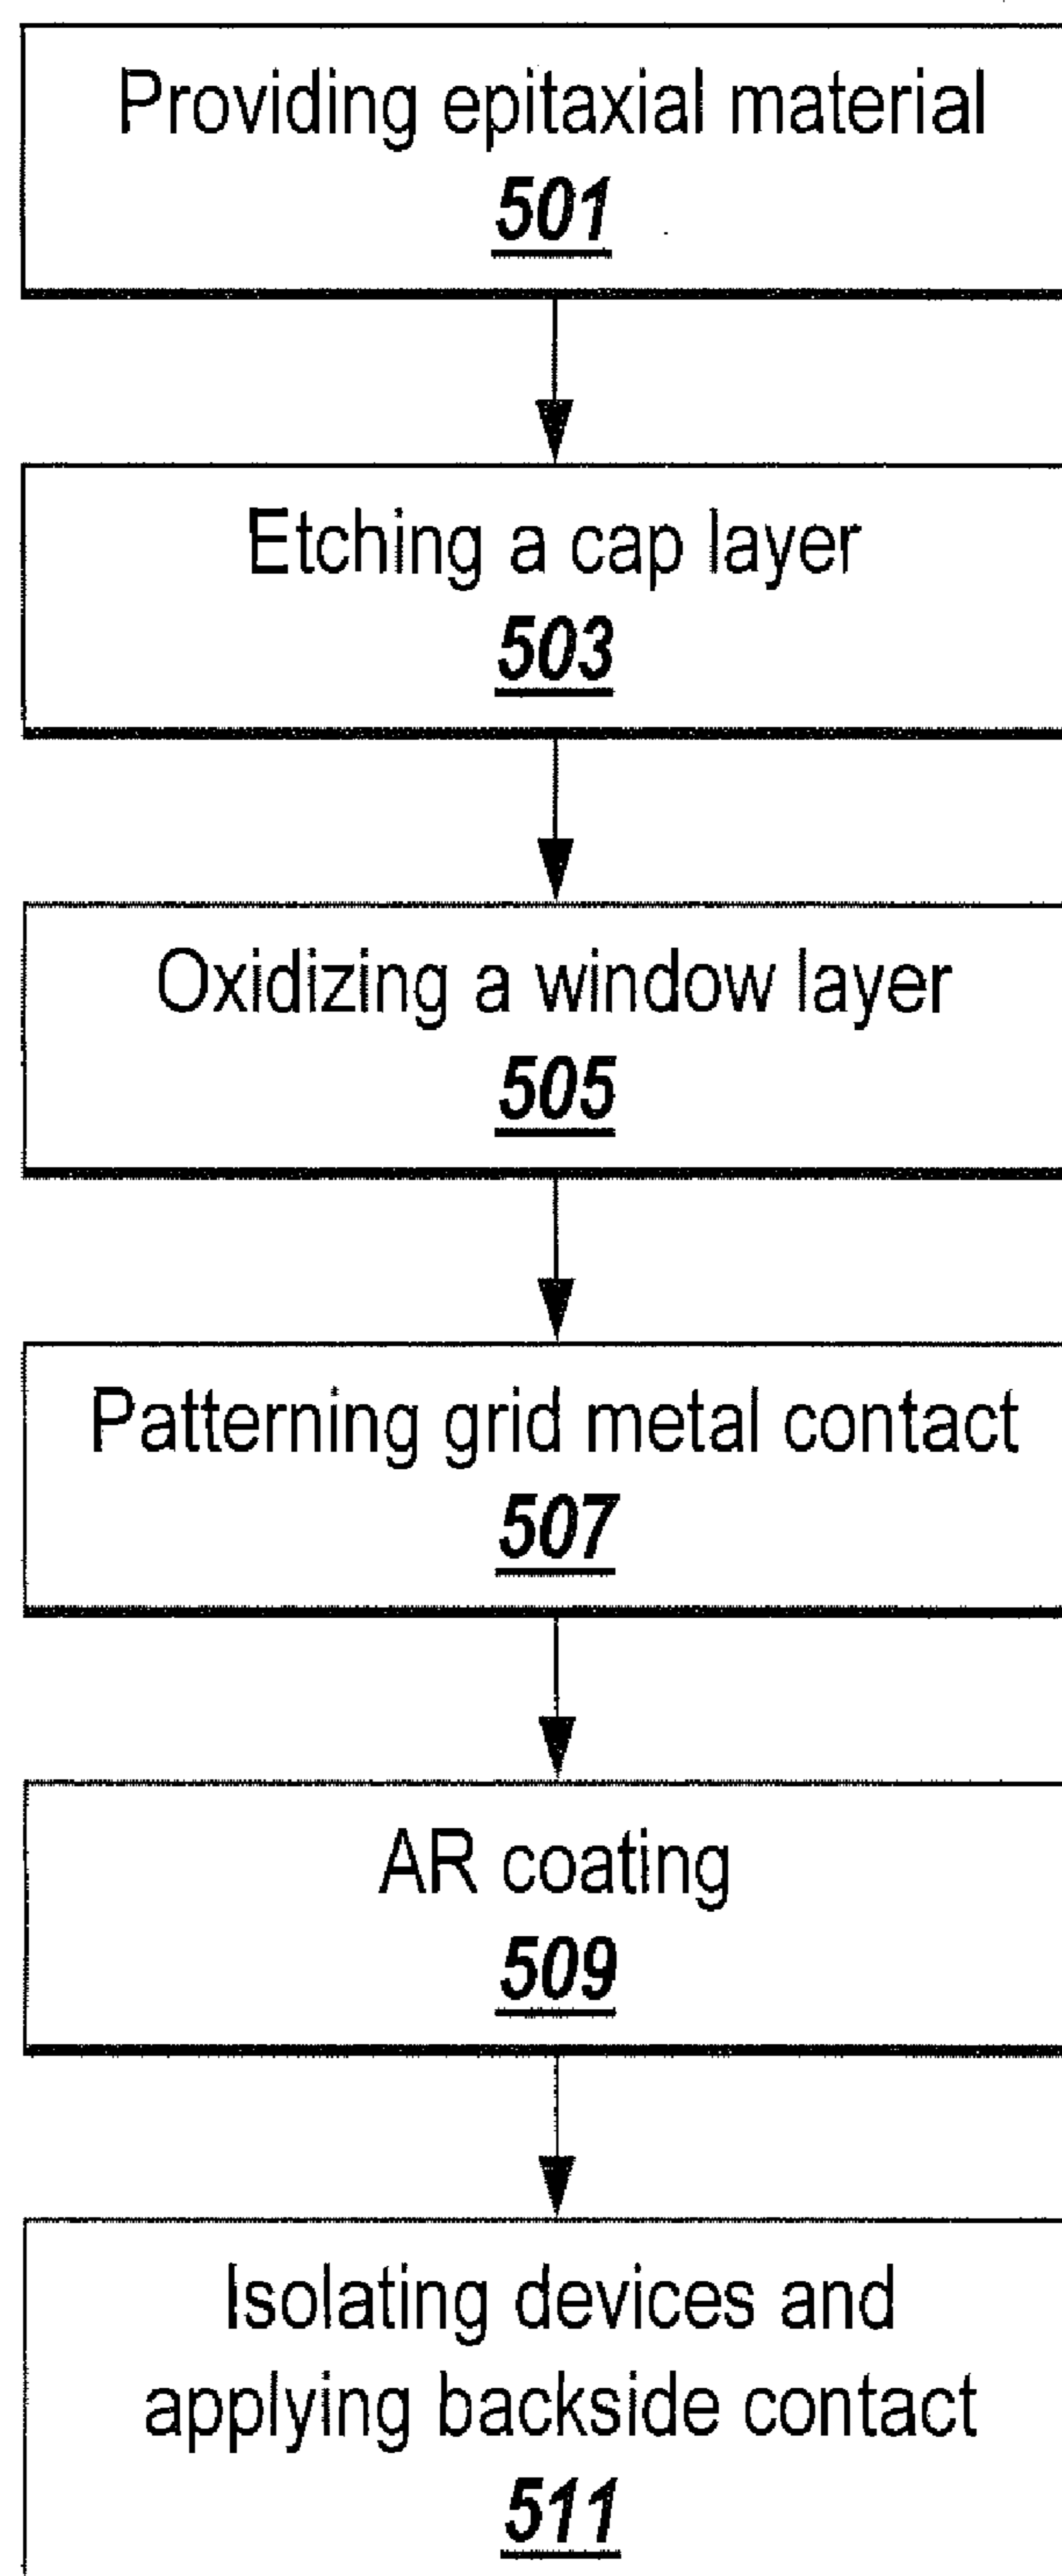 Providing epitaxial material
501
Etching a cap layer
503
Oxidizing a window layer
505
Patterning grid metal contact
507
AR coating
509
Isolating devices and
applying backside contact
511